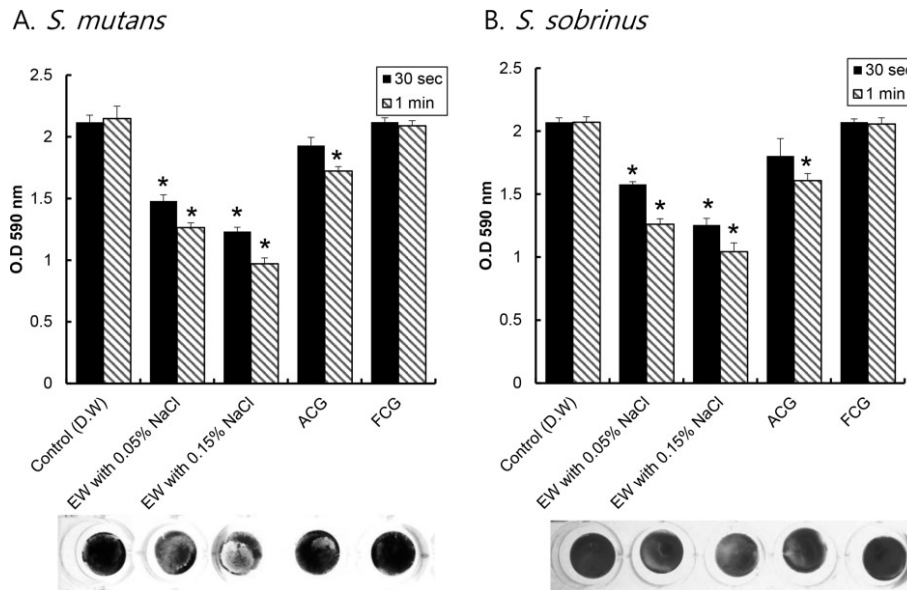 A. S. mutans
2.5
2
1.5
1
0.5
0
O.D 590 nm
30 sec
1 min
*
*
*
*
*
Control (D.W)
EW with 0.05% NaCl
EW with 0.15% NaCl
ACG
FCG
B. S sobrinus
2.5
2
1.5
1
0.5
0
O.D 590 nm
30 sec
1 min
*
*
*
*
*
Control (D.W)
EW with 0.05% NaCl
EW with 0.15% NaCl
ACG
FCG